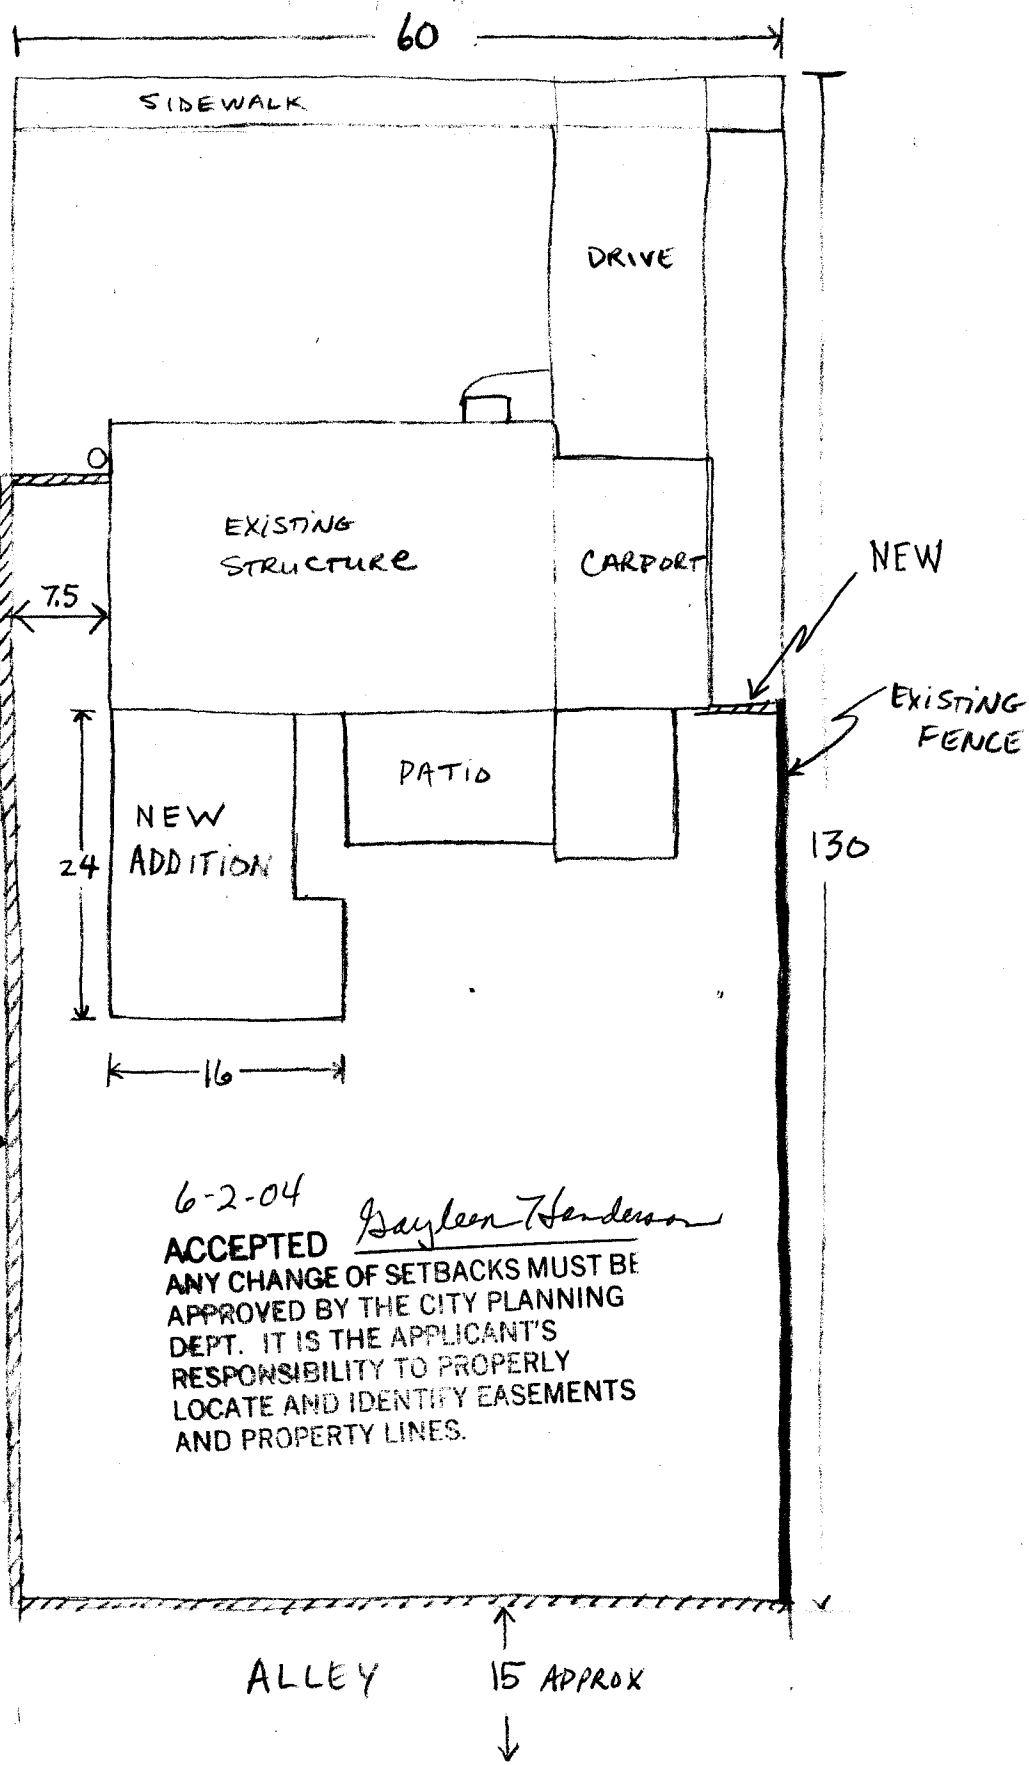 60
SIDEWALK
DRIVE
EXISTING
STRUCTURE
CARPORT
NEW
7.5
EXISTING
FENCE
PATIO
NEW
ADDITION
24
130
16
6-2-04
Gayleen Henderson
ACCEPTED
ANY CHANGE OF SETBACKS MUST BE
APPROVED BY THE CITY PLANNING
DEPT. IT IS THE APPLICANT'S
RESPONSIBILITY TO PROPERLY
LOCATE AND IDENTIFY EASEMENTS
AND PROPERTY LINES.
ALLEY
15 APPROX